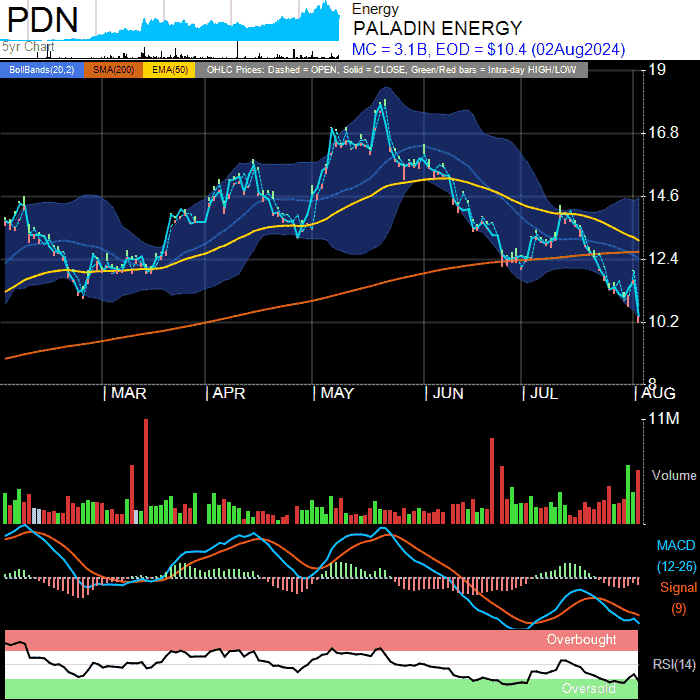 PDN
5yr Chart
Energy
PALADIN ENERGY
MC = 3.1B, EOD = $10.4 (02Aug2024)
BollBands(20,2) SMA(200) EMA(50) OHLC Prices: Dashed = OPEN, Solid = CLOSE, Green/Red bars = Intra-day HIGH/LOW
19
16.8
14.6
12.4
10.2
8
MAR APR MAY JUN JUL AUG
11M
Volume
MACD
(12-26)
Signal
(9)
Overbought
RSI(14)
Oversold